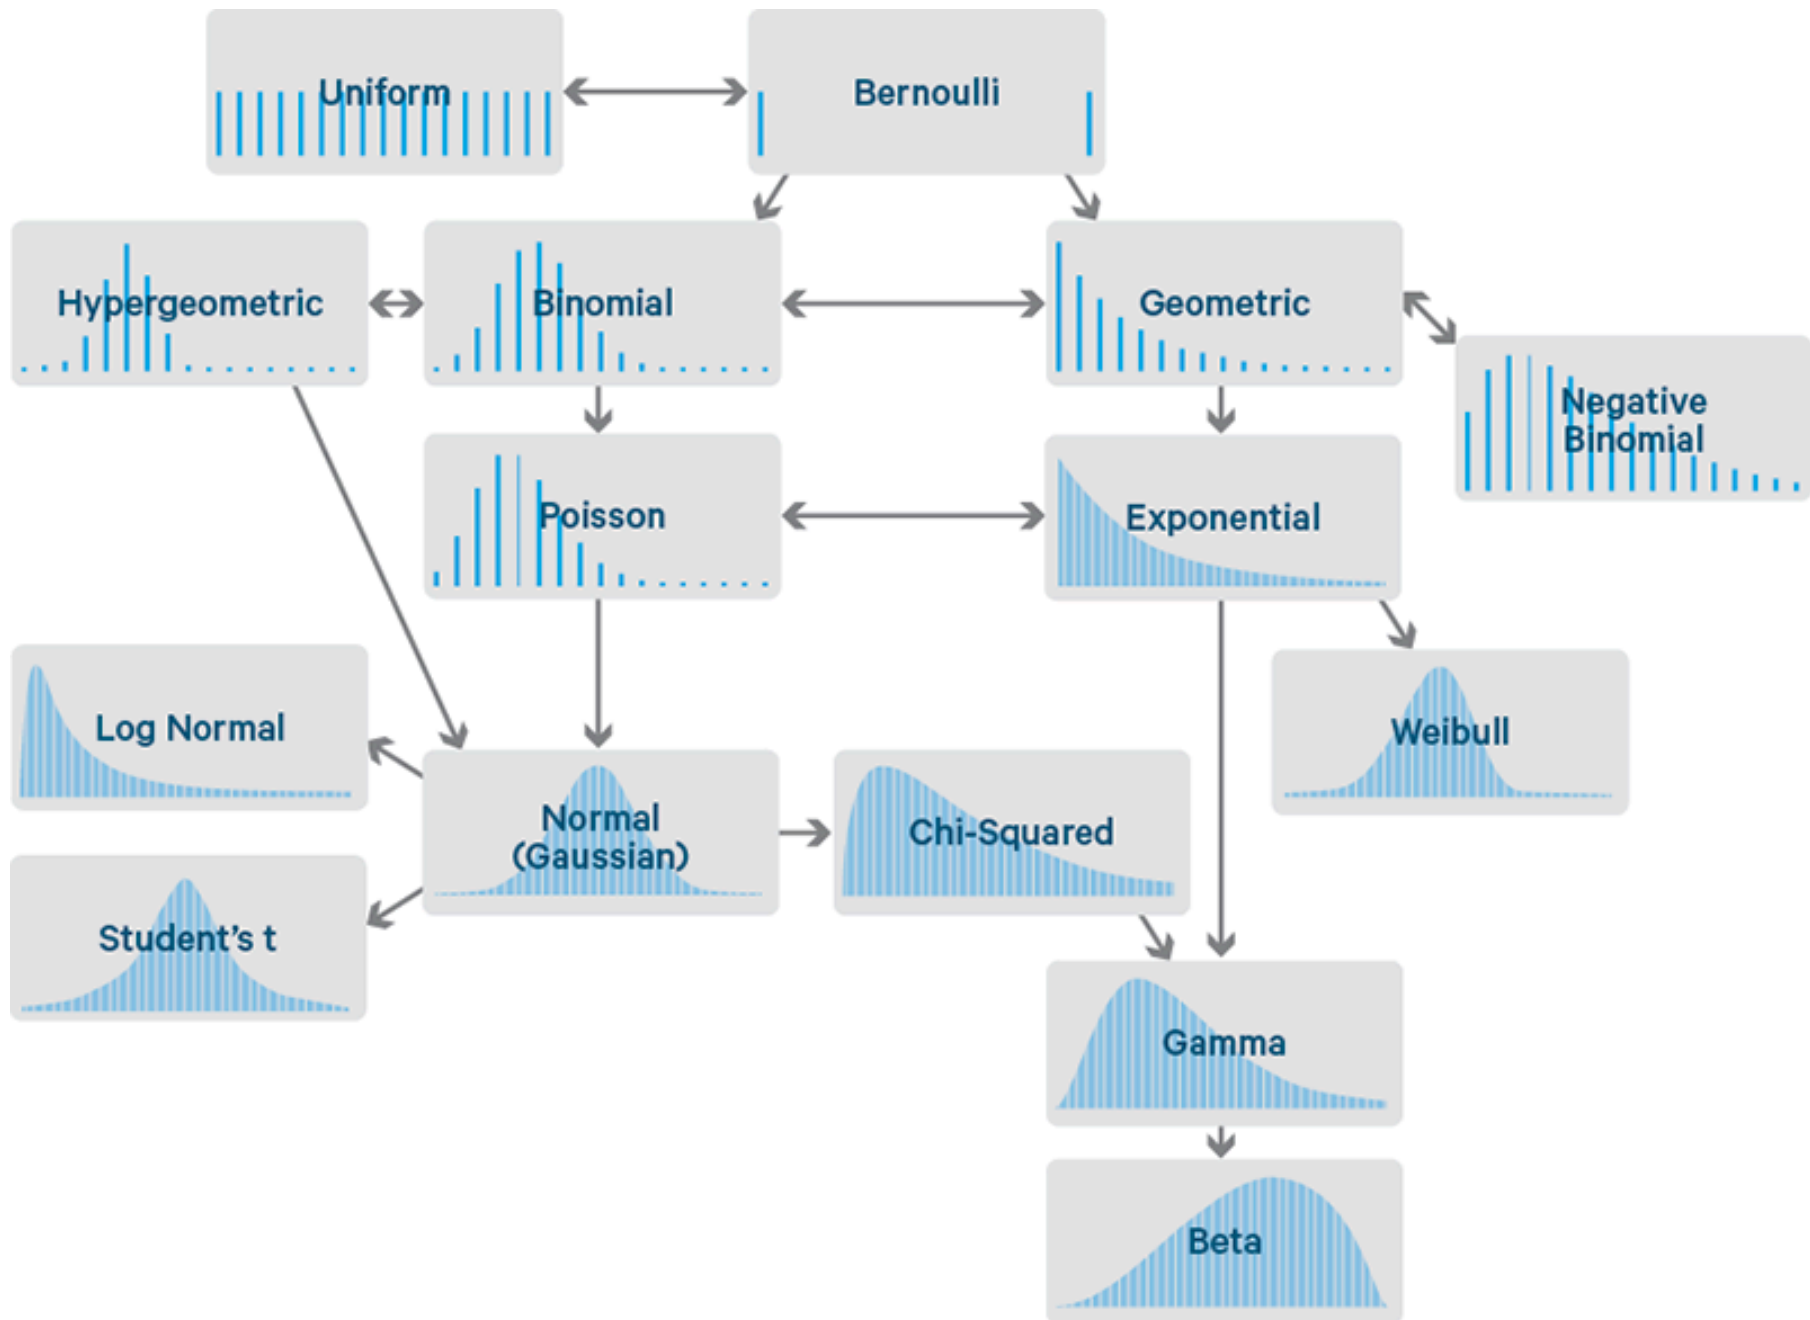 Uniform
Bernoulli
Hypergeometric
Binomial
Geometric
Negative
Binomial
Poisson
Exponential
Log Normal
Weibull
Normal
(Gaussian)
Chi-Squared
Student’s t
Gamma
Beta